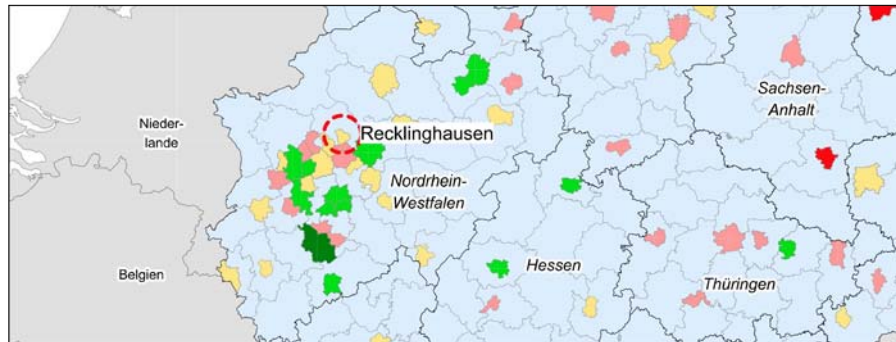 Sachsen-
Anhalt
Nieder-
lande
Recklinghausen
Nordrhein-
Westfalen
Belgien
Hessen
Thüringen